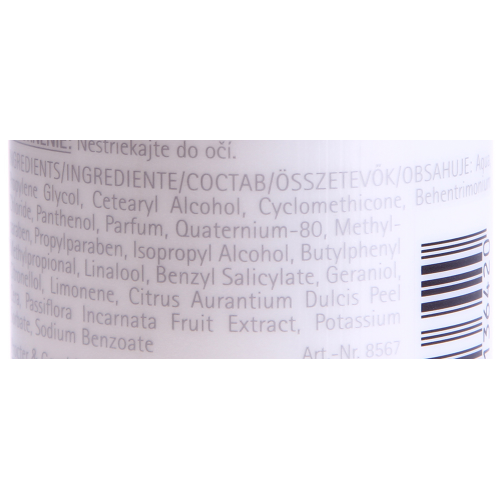 Nestriekajte do očí.
INGREDIENTS/INGREDIENTE/СОСТАВ/ÖSSZETEVŐK/OBSAHUJE: Aqua,
Glycol, Cetearyl Alcohol, Cyclomethicone, Behentrimonium
Panthenol, Parfum, Quaternium-80, Methyl-
Propylparaben, Isopropyl Alcohol, Butylphenyl
Linalool, Benzyl Salicylate, Geraniol,
Limonene, Citrus Aurantium Dulcis Peel
Passiflora Incarnata Fruit Extract, Potassium
Sodium Benzoate
Art.-Nr. 8567